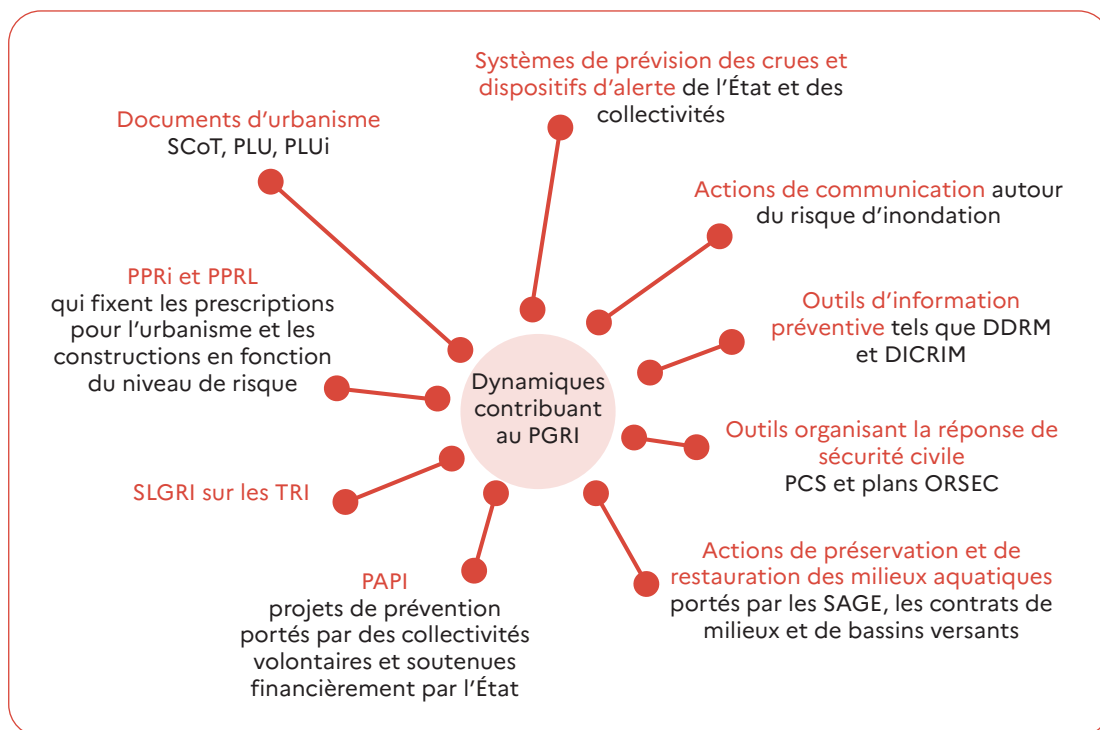 Systèmes de prévision des crues et
dispositifs d'alerte de l'État et des
collectivités
Documents d'urbanisme
SCoT, PLU, PLUi
Actions de communication autour
du risque d'inondation
PPRi et PPRL
qui fixent les prescriptions
pour l'urbanisme et les
constructions en fonction
du niveau de risque
Outils d'information
préventive tels que DDRM
et DICRIM
Dynamiques
contribuant
au PGRI
Outils organisant la réponse de
sécurité civile
PCS et plans ORSEC
SLGRI sur les TRI
Actions de préservation et de
restauration des milieux aquatiques
portés par les SAGE, les contrats de
milieux et de bassins versants
PAPI
projets de prévention
portés par des collectivités
volontaires et soutenues
financièrement par l'État